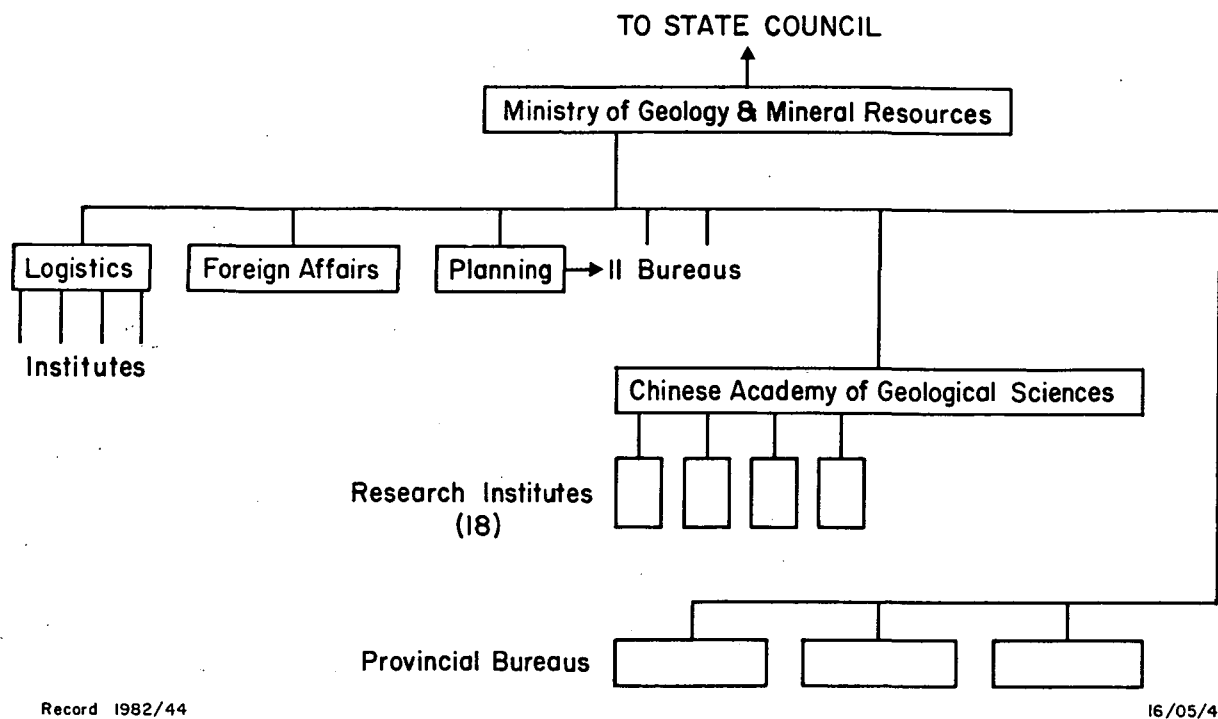 TO STATE COUNCIL
Ministry of Geology & Mineral Resources
Logistics
Foreign Affairs
Planning
11 Bureaus
Institutes
Chinese Academy of Geological Sciences
Research Institutes
(18)
Provincial Bureaus
Record 1982/44
16/05/4